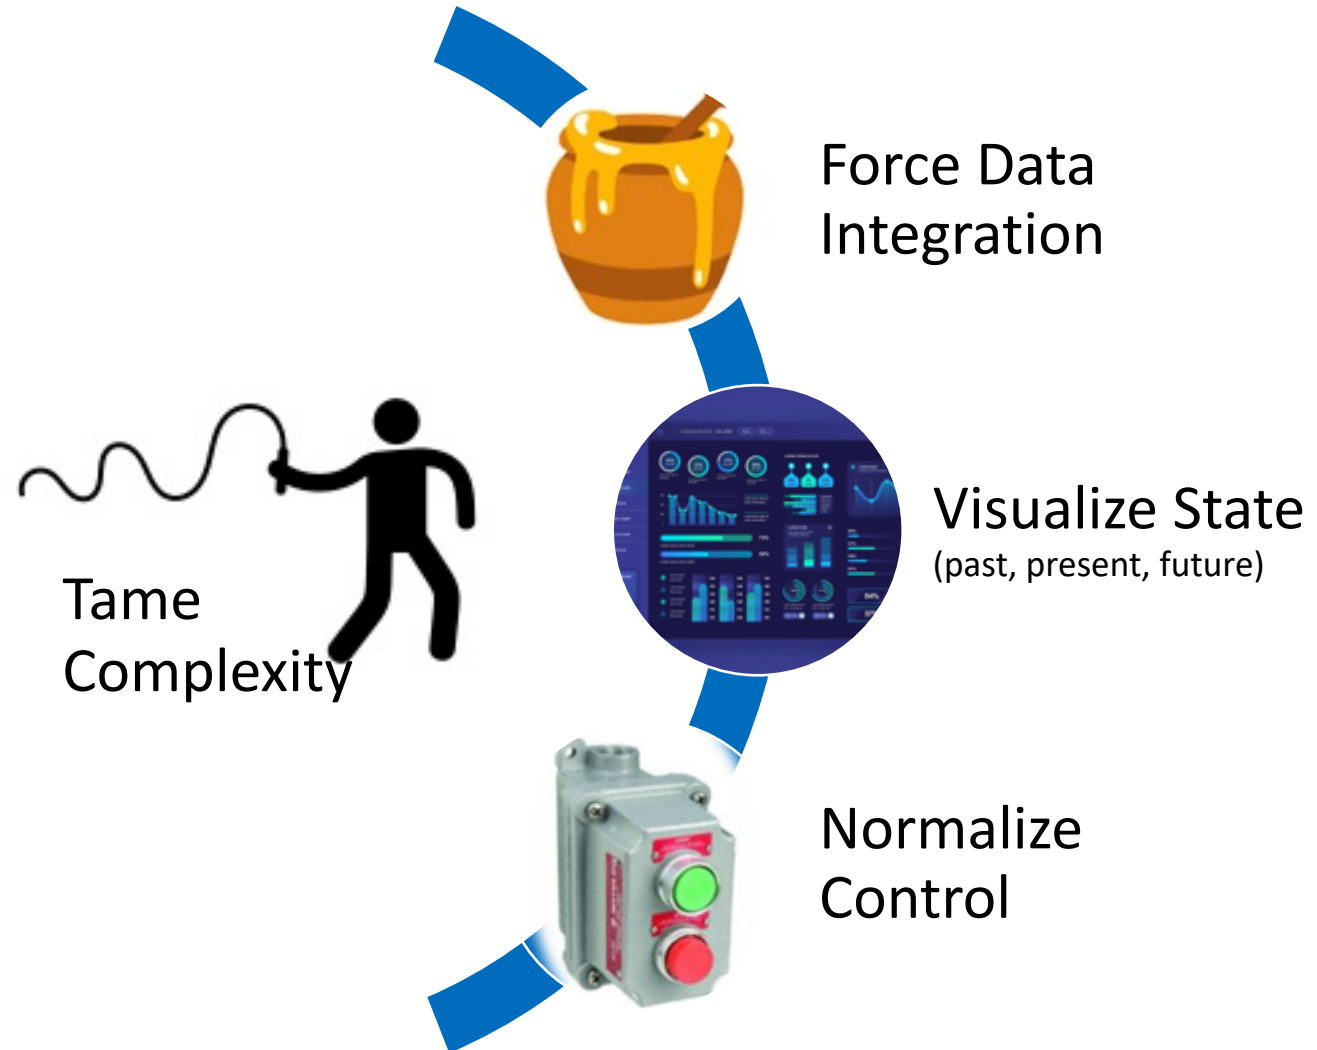 Force Data
Integration
Visualize State
(past, present, future)
Tame
Complexity
Normalize
Control